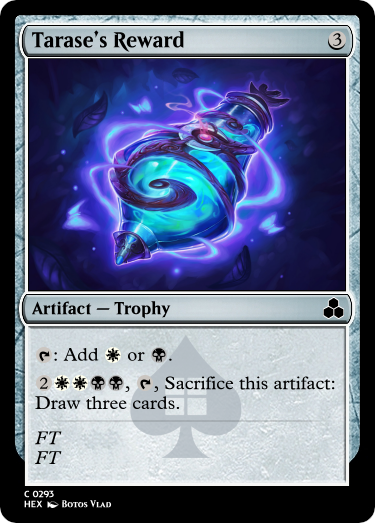 Tarase's Reward 3
Artifact — Trophy
: Add or .
2 , , Sacrifice this artifact:
Draw three cards.
FT
FT
C 0293
HEX Botos Vlad